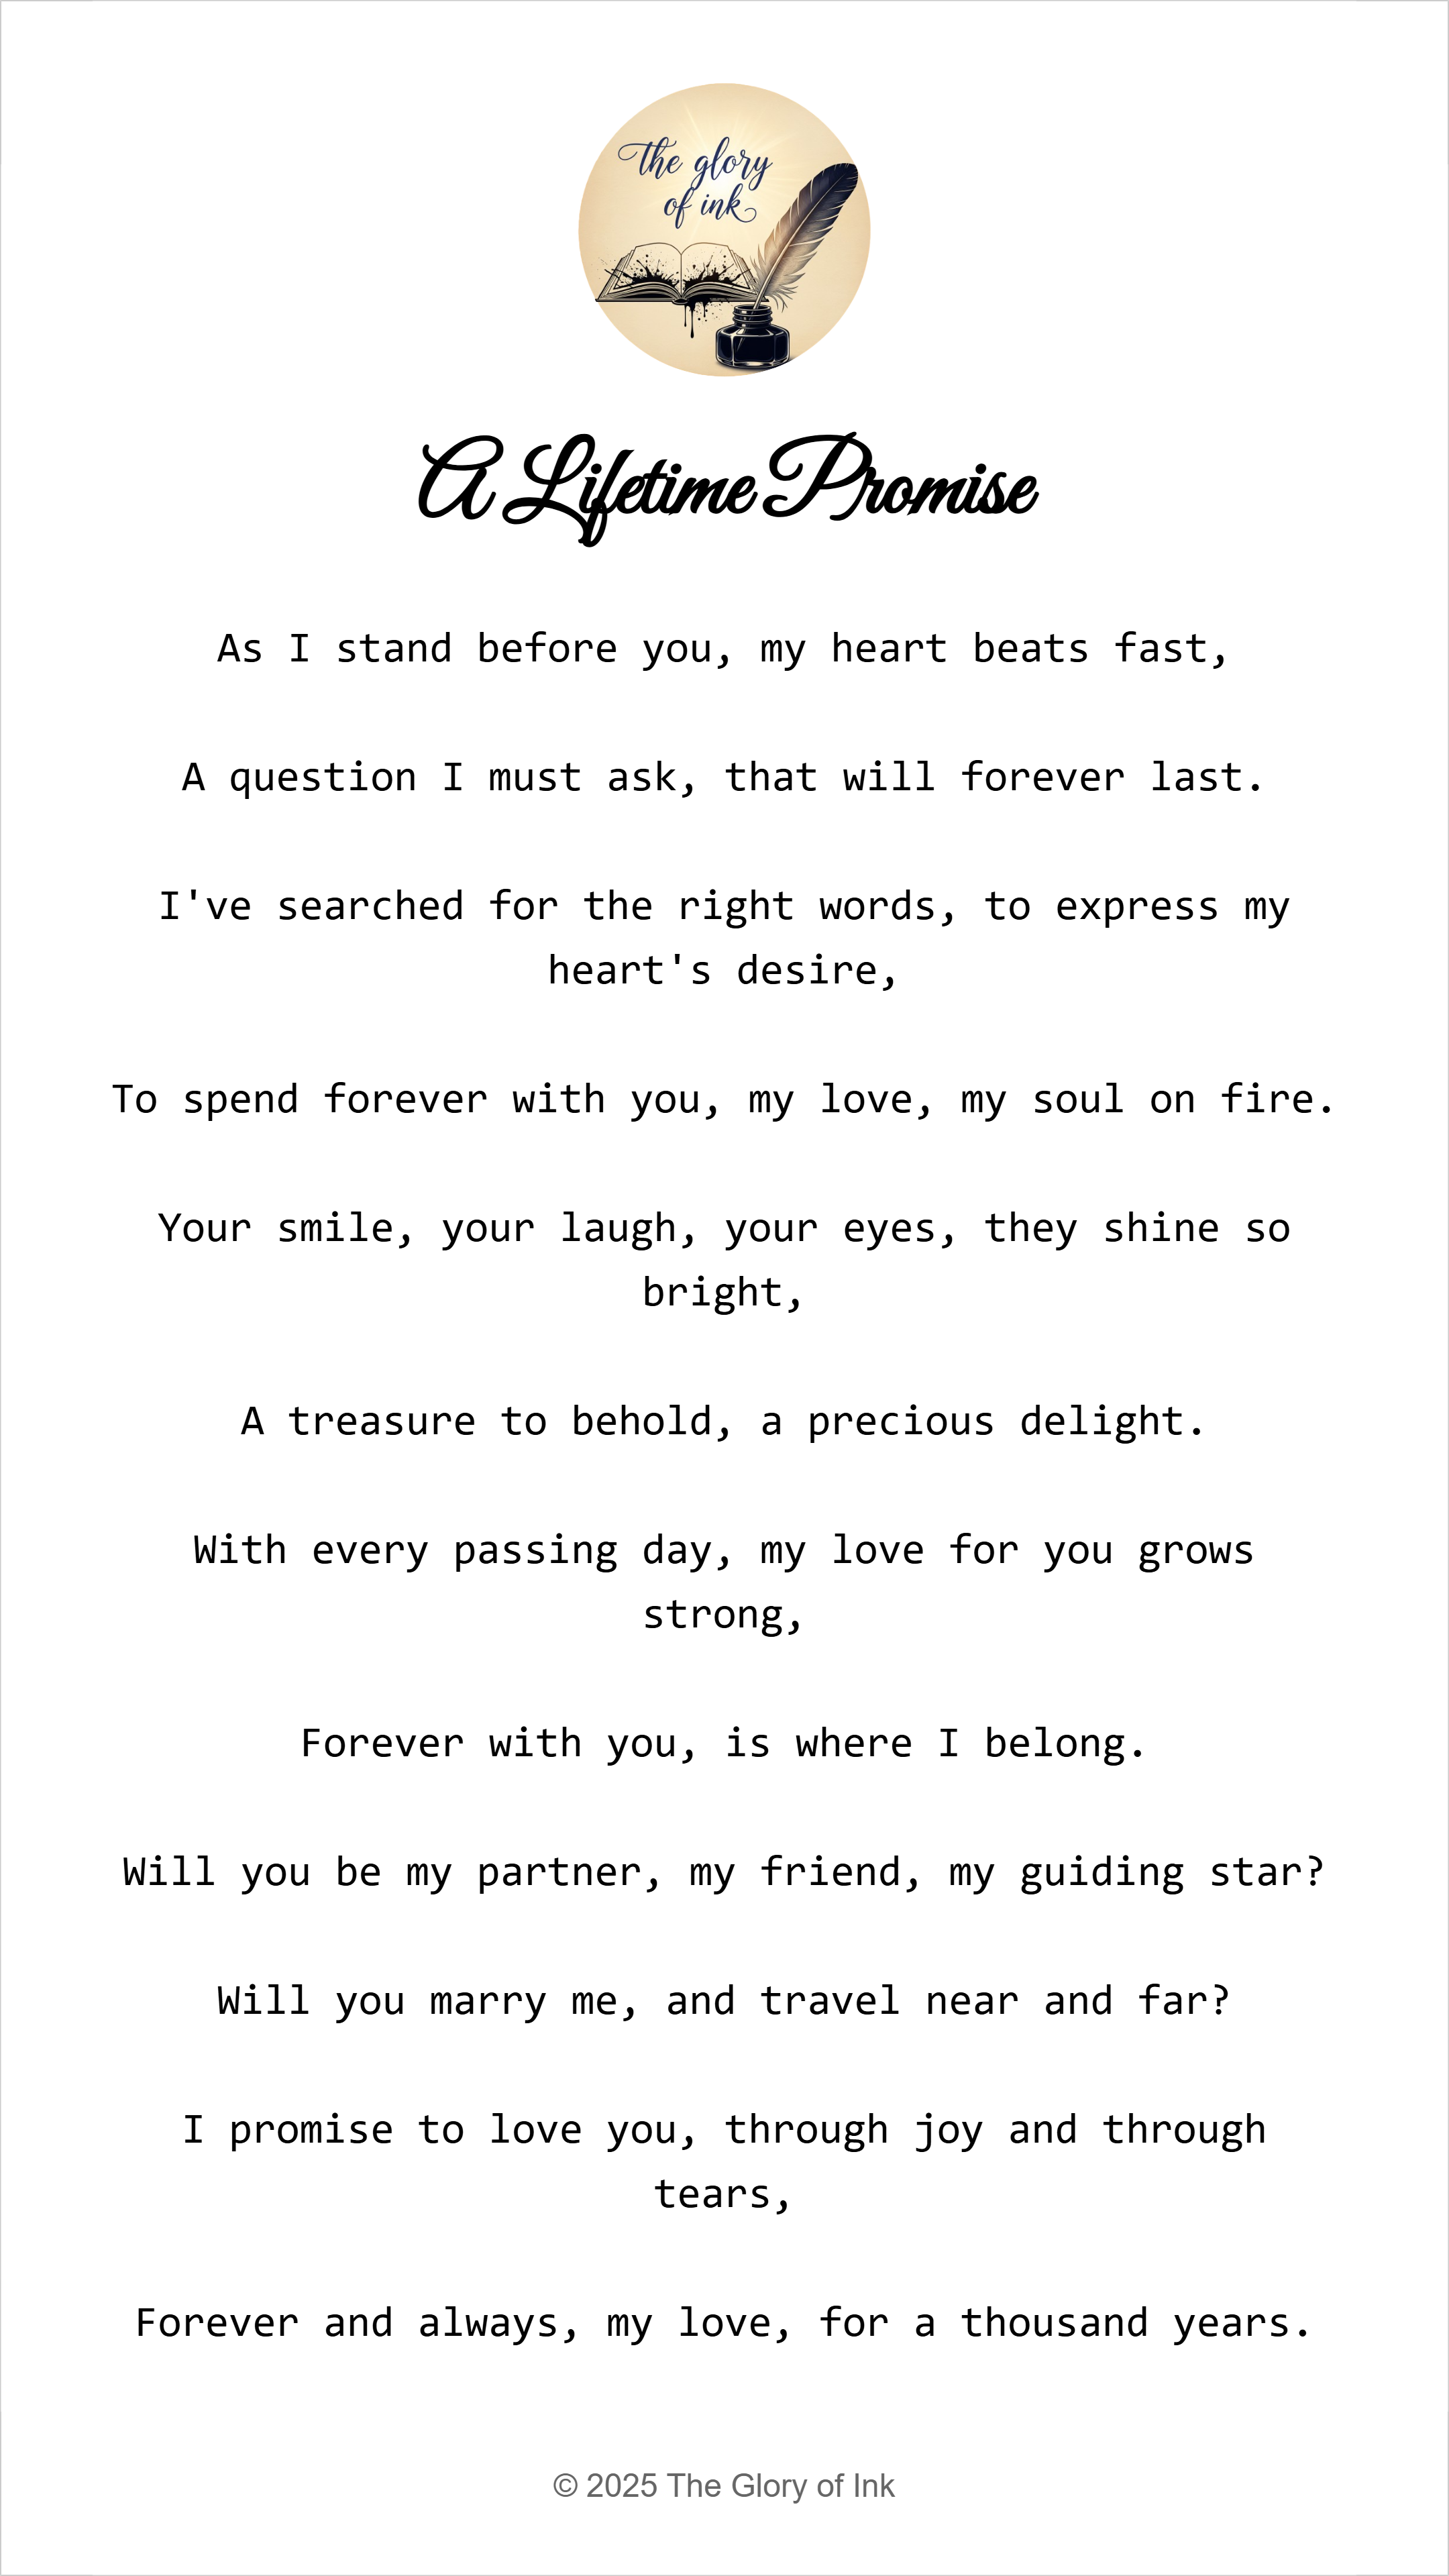 the glory
of ink
A Lifetime Promise
As I stand before you, my heart beats fast,
A question I must ask, that will forever last.
I've searched for the right words, to express my
heart's desire,
To spend forever with you, my love, my soul on fire.
Your smile, your laugh, your eyes, they shine so
bright,
A treasure to behold, a precious delight.
With every passing day, my love for you grows
strong,
Forever with you, is where I belong.
Will you be my partner, my friend, my guiding star?
Will you marry me, and travel near and far?
I promise to love you, through joy and through
tears,
Forever and always, my love, for a thousand years.
© 2025 The Glory of Ink